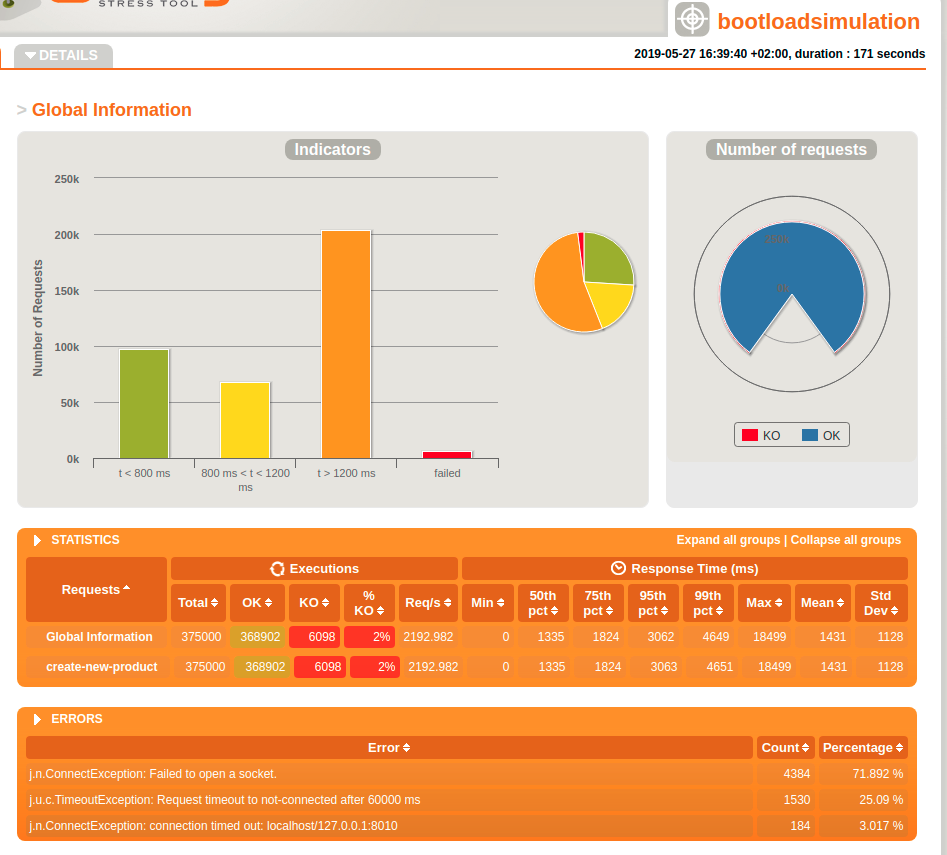 STRESS TOOL
bootloadsimulation
DETAILS
2019-05-27 16:39:40 +02:00, duration : 171 seconds
> Global Information
Indicators
250k
200k
150k
100k
50k
0k
Number of Requests
t < 800 ms
800 ms < t < 1200
ms
t > 1200 ms
failed
Number of requests
0k
KO
OK
STATISTICS
Expand all groups | Collapse all groups
Requests
Executions
Response Time (ms)
Total OK KO % KO Req/s Min 50th pct 75th pct 95th pct 99th pct Max Mean Std Dev
Global Information 375000 368902 6098 2% 2192.982 0 1335 1824 3062 4649 18499 1431 1128
create-new-product 375000 368902 6098 2% 2192.982 0 1335 1824 3063 4651 18499 1431 1128
ERRORS
Error Count Percentage
j.n.ConnectException: Failed to open a socket. 4384 71.892 %
j.u.c.TimeoutException: Request timeout to not-connected after 60000 ms 1530 25.09 %
j.n.ConnectException: connection timed out: localhost/127.0.0.1:8010 184 3.017 %